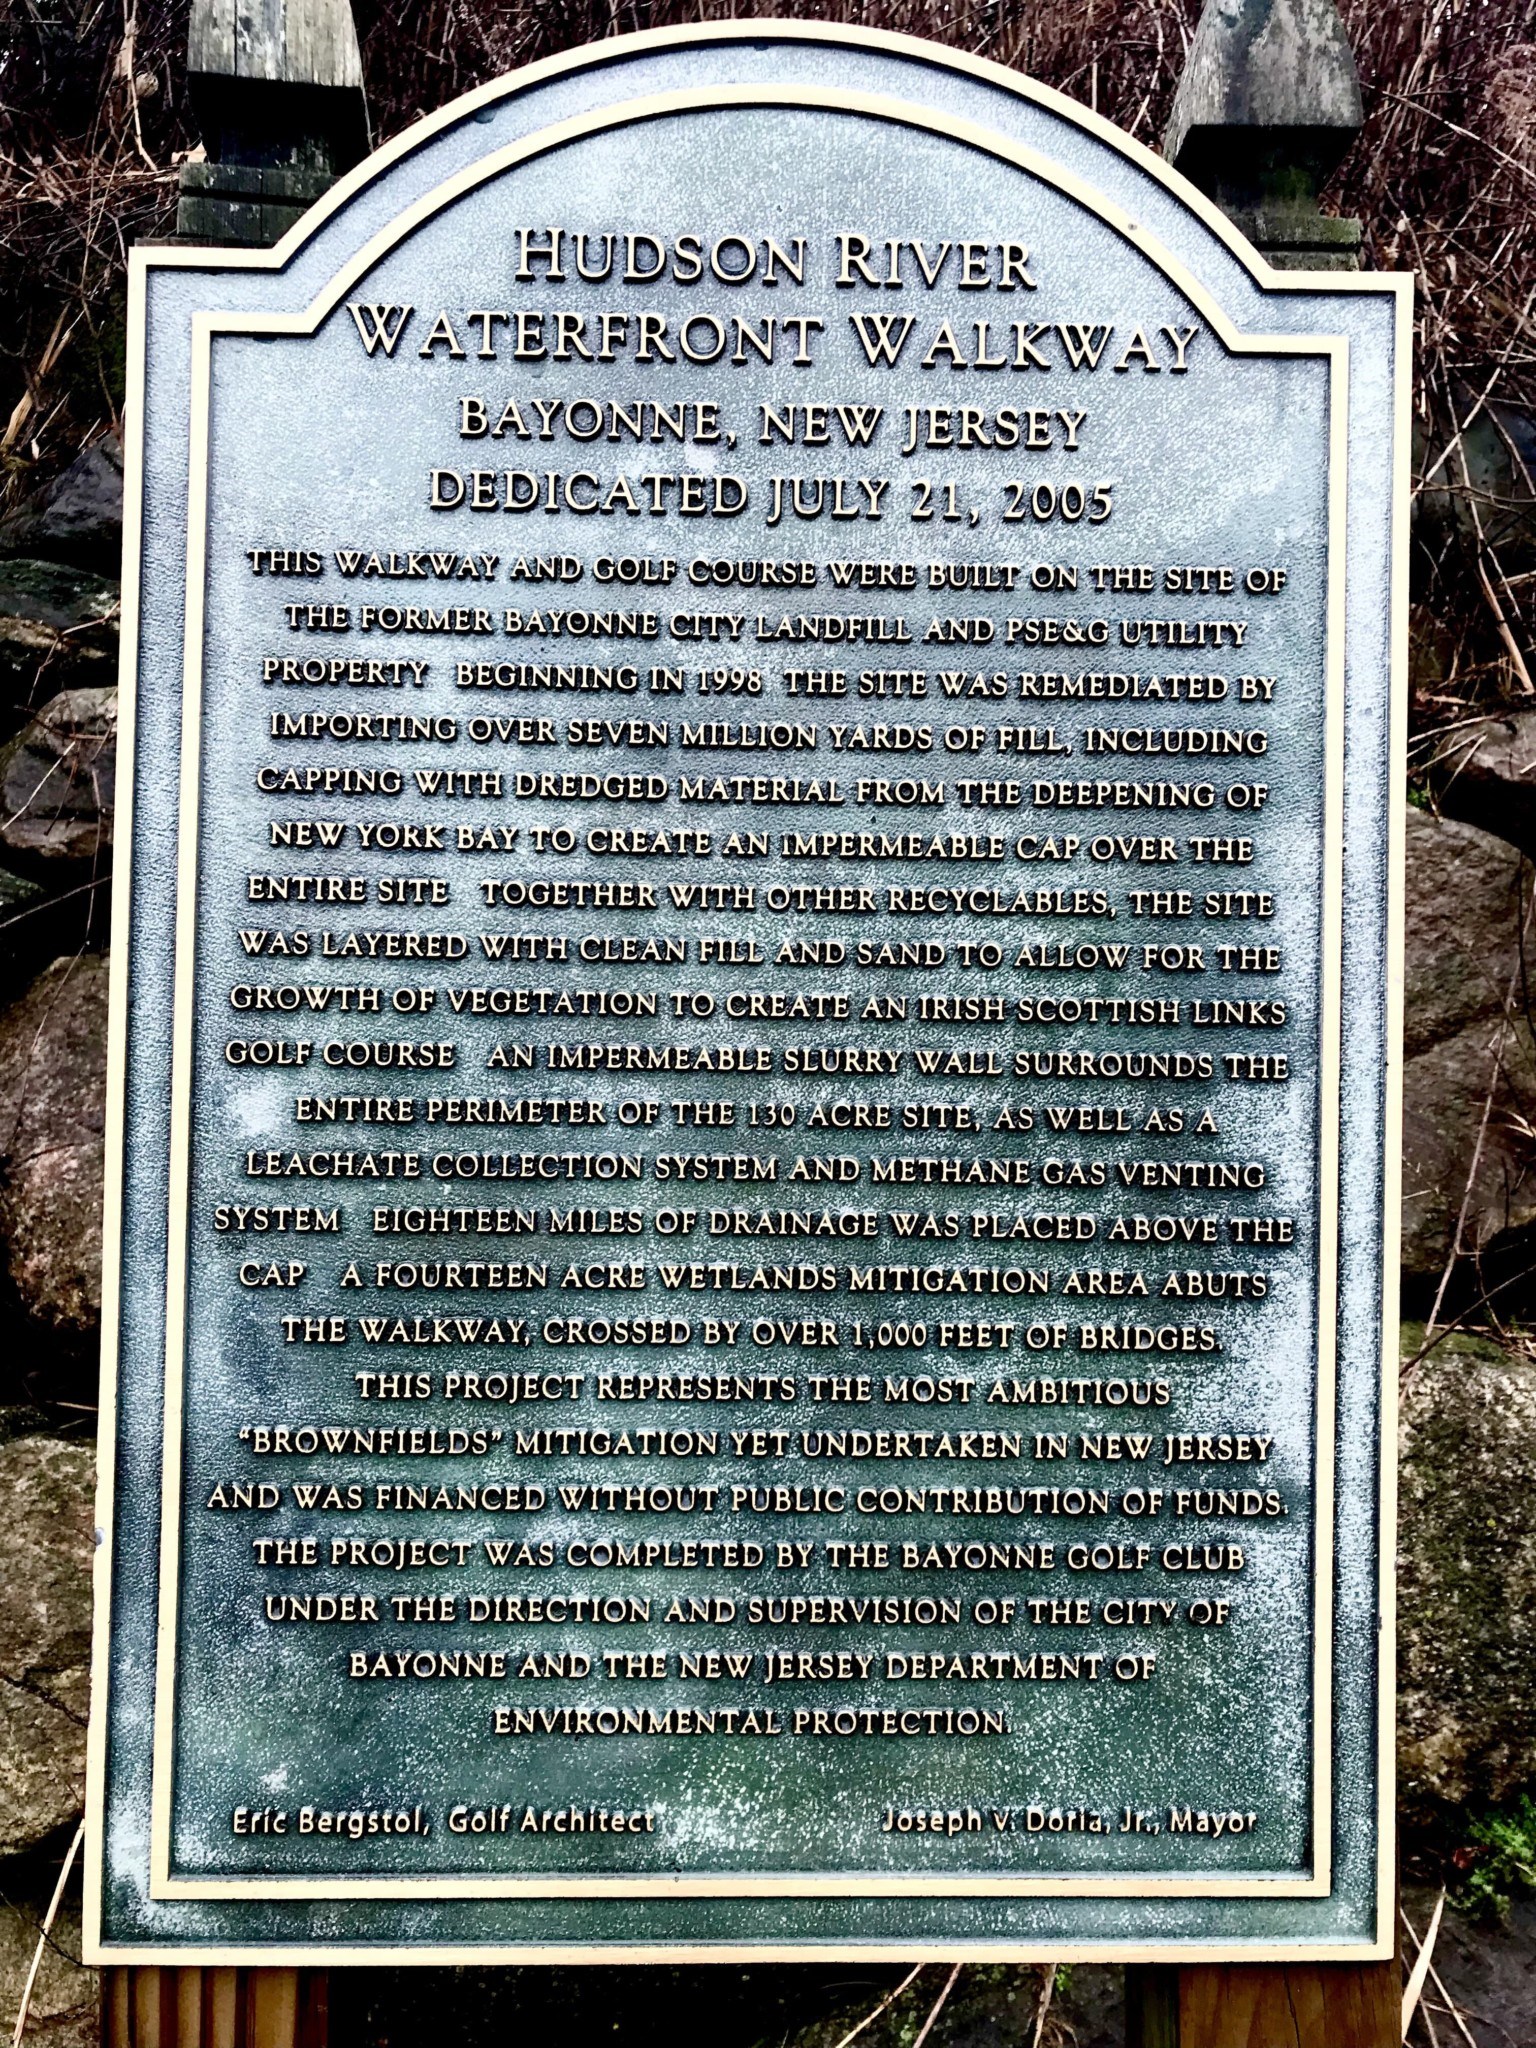 HUDSON RIVER
WATERFRONT WALKWAY
BAYONNE, NEW JERSEY
DEDICATED JULY 21, 2005
THIS WALKWAY AND GOLF COURSE WERE BUILT ON THE SITE OF
THE FORMER BAYONNE CITY LANDFILL AND PSE&G UTILITY
PROPERTY BEGINNING IN 1998 THE SITE WAS REMEDIATED BY
IMPORTING OVER SEVEN MILLION YARDS OF FILL, INCLUDING
CAPPING WITH DREDGED MATERIAL FROM THE DEEPENING OF
NEW YORK BAY TO CREATE AN IMPERMEABLE CAP OVER THE
ENTIRE SITE TOGETHER WITH OTHER RECYCLABLES, THE SITE
WAS LAYERED WITH CLEAN FILL AND SAND TO ALLOW FOR THE
GROWTH OF VEGETATION TO CREATE AN IRISH SCOTTISH LINKS
GOLF COURSE AN IMPERMEABLE SLURRY WALL SURROUNDS THE
ENTIRE PERIMETER OF THE 130 ACRE SITE, AS WELL AS A
LEACHATE COLLECTION SYSTEM AND METHANE GAS VENTING
SYSTEM EIGHTEEN MILES OF DRAINAGE WAS PLACED ABOVE THE
CAP A FOURTEEN ACRE WETLANDS MITIGATION AREA ABUTS
THE WALKWAY, CROSSED BY OVER 1,000 FEET OF BRIDGES.
THIS PROJECT REPRESENTS THE MOST AMBITIOUS
“BROWNFIELDS” MITIGATION YET UNDERTAKEN IN NEW JERSEY
AND WAS FINANCED WITHOUT PUBLIC CONTRIBUTION OF FUNDS.
THE PROJECT WAS COMPLETED BY THE BAYONNE GOLF CLUB
UNDER THE DIRECTION AND SUPERVISION OF THE CITY OF
BAYONNE AND THE NEW JERSEY DEPARTMENT OF
ENVIRONMENTAL PROTECTION.
Eric Bergstol, Golf Architect
Joseph V. Doria, Jr., Mayor